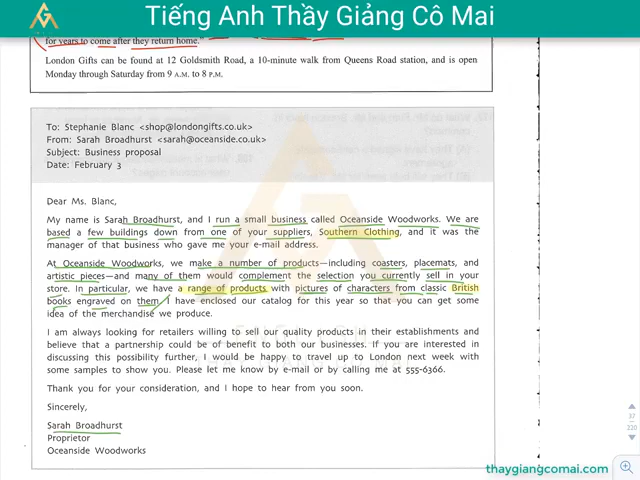 Tiếng Anh Thầy Giảng Cô Mai
for years to come after they return home."
London Gifts can be found at 12 Goldsmith Road, a 10-minute walk from Queens Road station, and is open
Monday through Saturday from 9 A.M. to 8 P.M.
To: Stephanie Blanc <shop@londongifts.co.uk>
From: Sarah Broadhurst <sarah@oceanside.co.uk>
Subject: Business proposal
Date: February 3
Dear Ms. Blanc,
My name is Sarah Broadhurst, and I run a small business called Oceanside Woodworks. We are
based a few buildings down from one of your suppliers, Southern Clothing, and it was the
manager of that business who gave me your e-mail address.
At Oceanside Woodworks, we make a number of products—including coasters, placemats, and
artistic pieces—and many of them would complement the selection you currently sell in your
store. In particular, we have a range of products with pictures of characters from classic British
books engraved on them. I have enclosed our catalog for this year so that you can get some
idea of the merchandise we produce.
I am always looking for retailers willing to sell our quality products in their establishments and
believe that a partnership could be of benefit to both our businesses. If you are interested in
discussing this possibility further, I would be happy to travel up to London next week with
some samples to show you. Please let me know by e-mail or by calling me at 555-6366.
Thank you for your consideration, and I hope to hear from you soon.
Sincerely,
Sarah Broadhurst
Proprietor
Oceanside Woodworks
37
220
thaygiangcomai.com